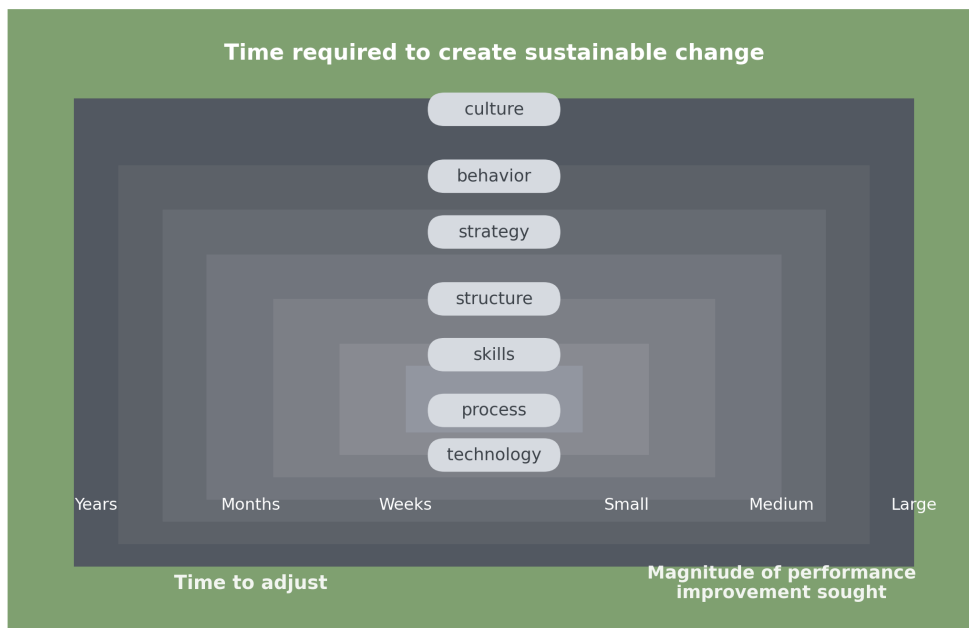 Time required to create sustainable change
culture
behavior
strategy
structure
skills
process
technology
Years
Months
Weeks
Small
Medium
Large
Time to adjust
Magnitude of performance
improvement sought